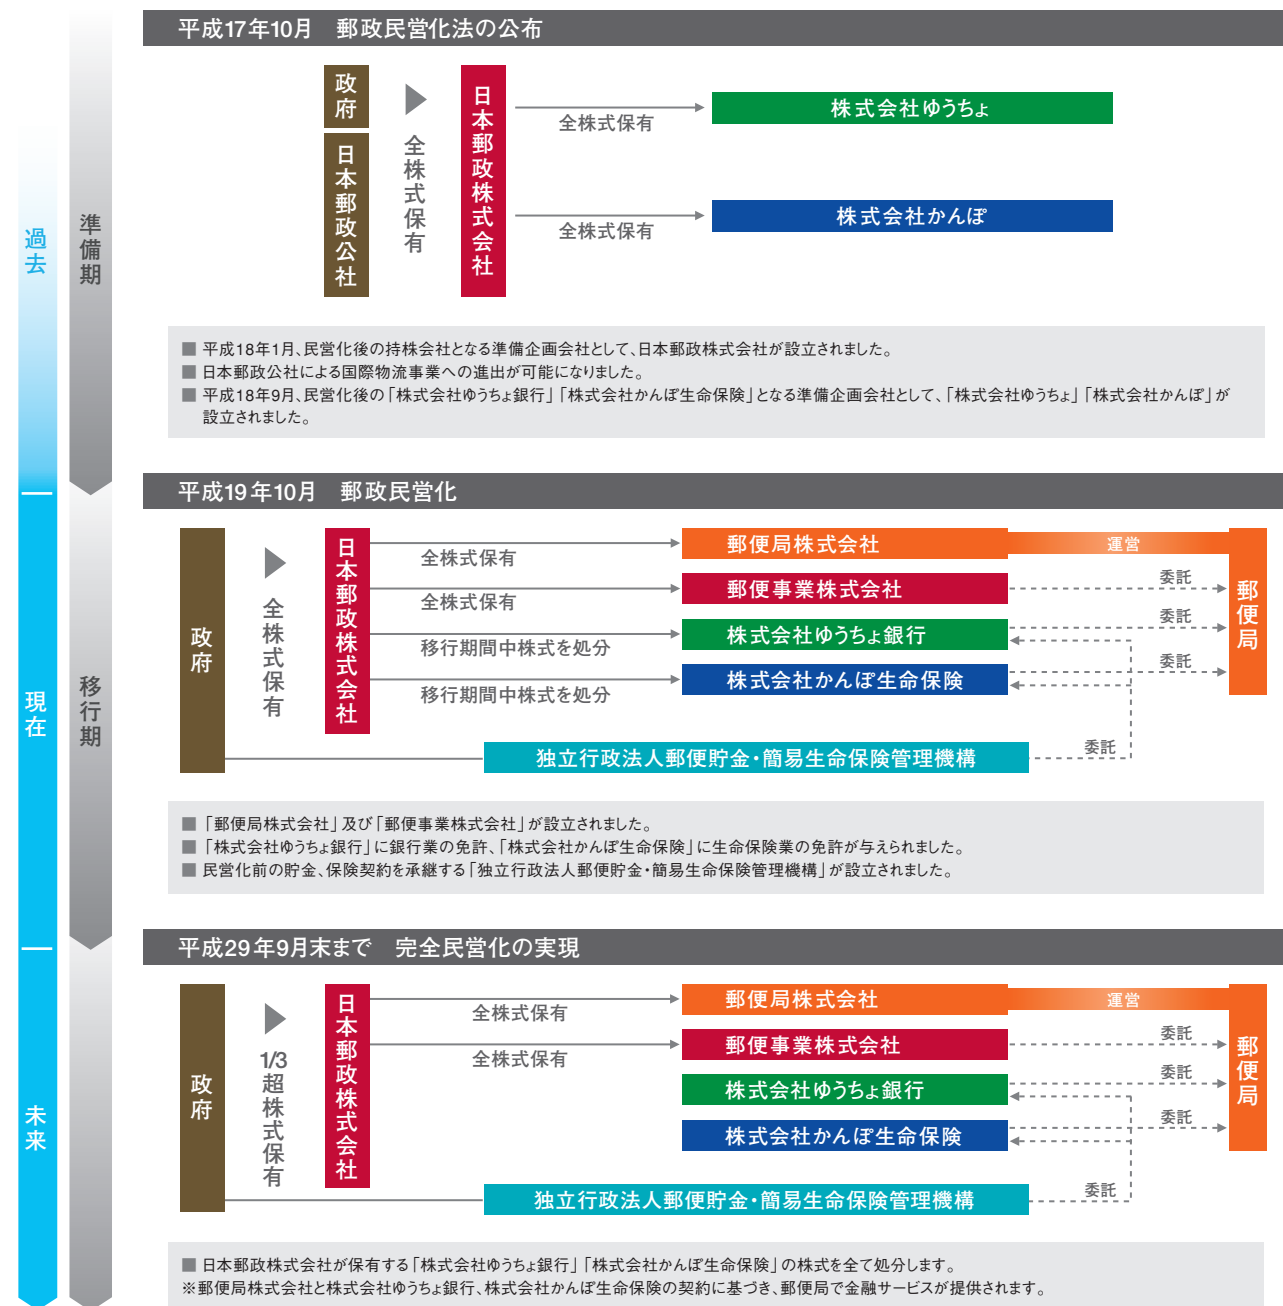 過去
現在
未来
準備期
移行期
平成17年10月　郵政民営化法の公布
政府
日本郵政公社
全株式保有
日本郵政株式会社
全株式保有
株式会社ゆうちょ
全株式保有
株式会社かんぽ
■ 平成18年1月、民営化後の持株会社となる準備企画会社として、日本郵政株式会社が設立されました。
■ 日本郵政公社による国際物流事業への進出が可能になりました。
■ 平成18年9月、民営化後の「株式会社ゆうちょ銀行」「株式会社かんぽ生命保険」となる準備企画会社として、「株式会社ゆうちょ」「株式会社かんぽ」が
設立されました。
平成19年10月　郵政民営化
政府
全株式保有
日本郵政株式会社
全株式保有
郵便局株式会社
運営
全株式保有
郵便事業株式会社
委託
移行期間中株式を処分
株式会社ゆうちょ銀行
委託
移行期間中株式を処分
株式会社かんぽ生命保険
委託
郵便局
独立行政法人郵便貯金・簡易生命保険管理機構
委託
■ 「郵便局株式会社」及び「郵便事業株式会社」が設立されました。
■ 「株式会社ゆうちょ銀行」に銀行業の免許、「株式会社かんぽ生命保険」に生命保険業の免許が与えられました。
■ 民営化前の貯金、保険契約を承継する「独立行政法人郵便貯金・簡易生命保険管理機構」が設立されました。
平成29年9月末まで　完全民営化の実現
政府
1/3超株式保有
日本郵政株式会社
全株式保有
郵便局株式会社
運営
全株式保有
郵便事業株式会社
委託
株式会社ゆうちょ銀行
委託
株式会社かんぽ生命保険
委託
郵便局
独立行政法人郵便貯金・簡易生命保険管理機構
委託
■ 日本郵政株式会社が保有する「株式会社ゆうちょ銀行」「株式会社かんぽ生命保険」の株式を全て処分します。
※郵便局株式会社と株式会社ゆうちょ銀行、株式会社かんぽ生命保険の契約に基づき、郵便局で金融サービスが提供されます。